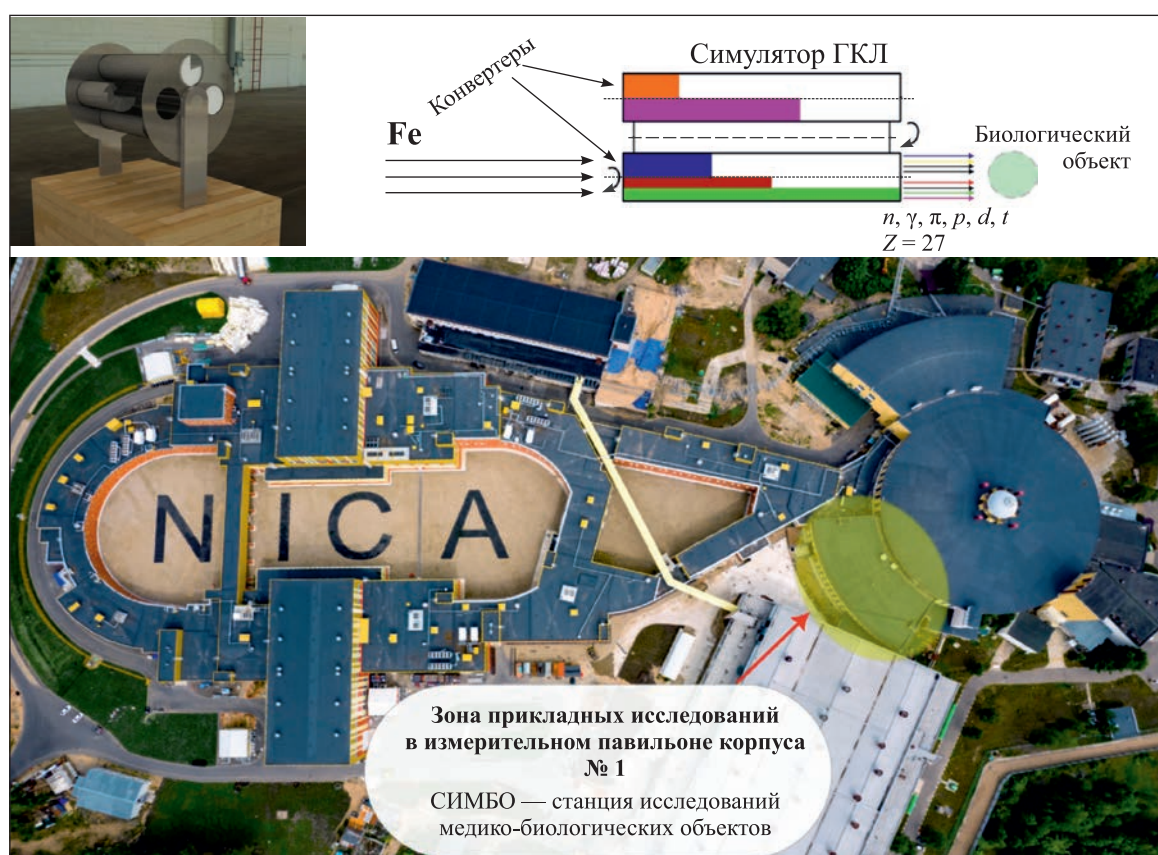 Симулятор ГКЛ
Конвертеры
Fe
Биологический
объект
n, γ, π, p, d, t
Z = 27
NICA
Зона прикладных исследований
в измерительном павильоне корпуса
№ 1
СИМБО — станция исследований
медико-биологических объектов